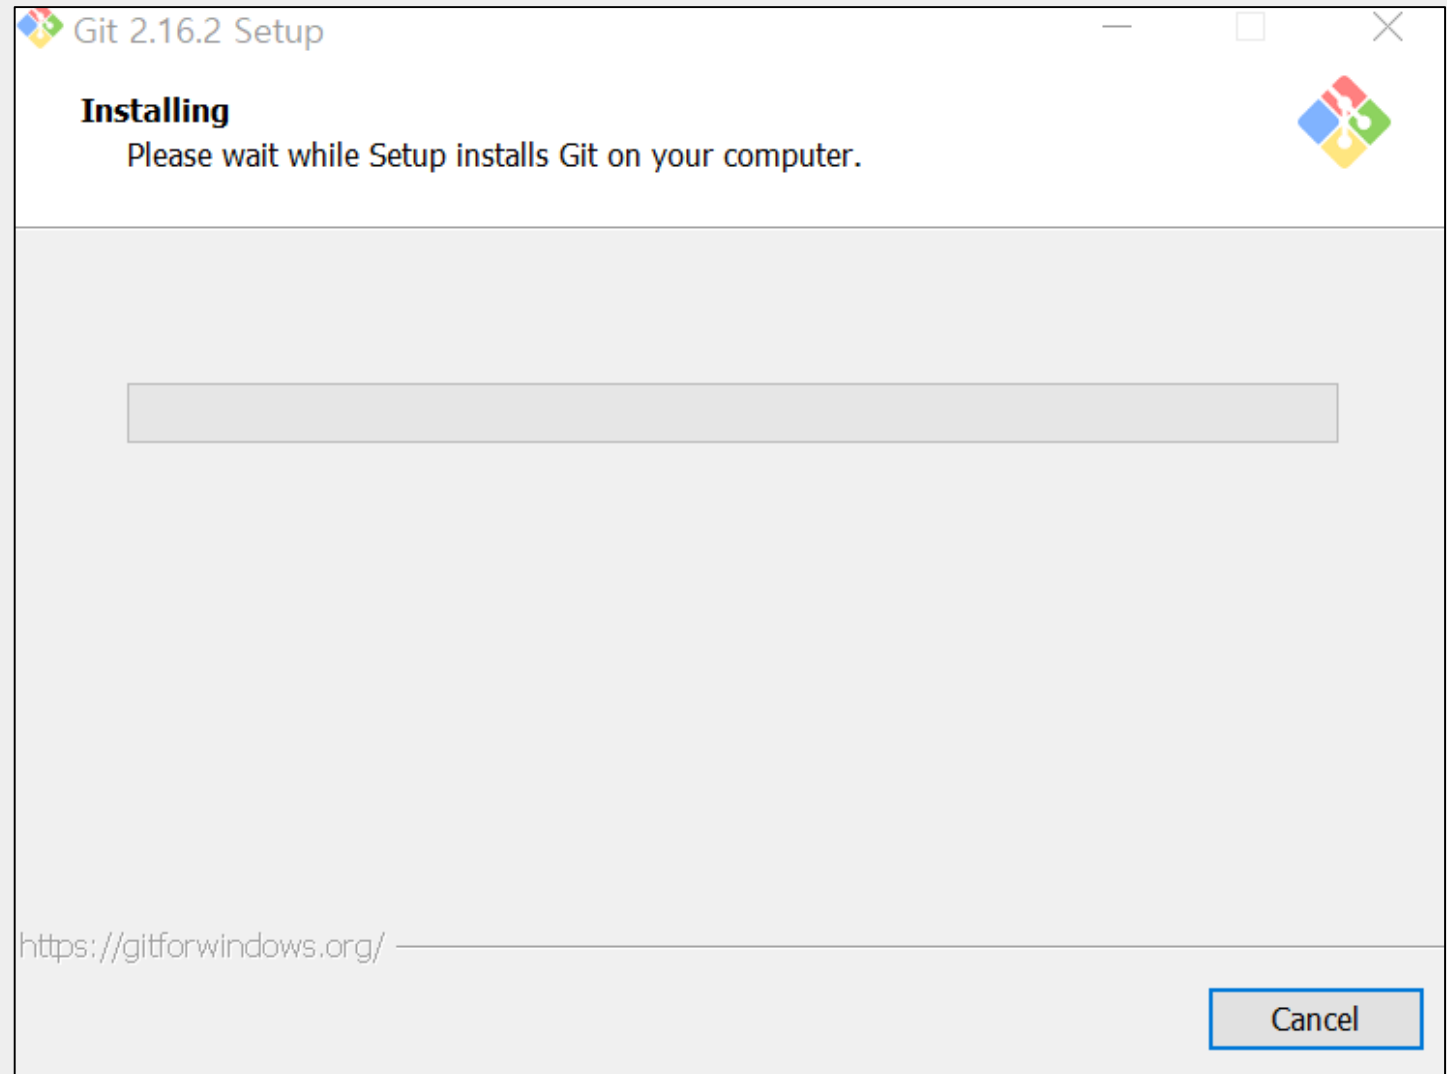 Git 2.16.2 Setup
Installing
Please wait while Setup installs Git on your computer.
https://gitforwindows.org/
Cancel